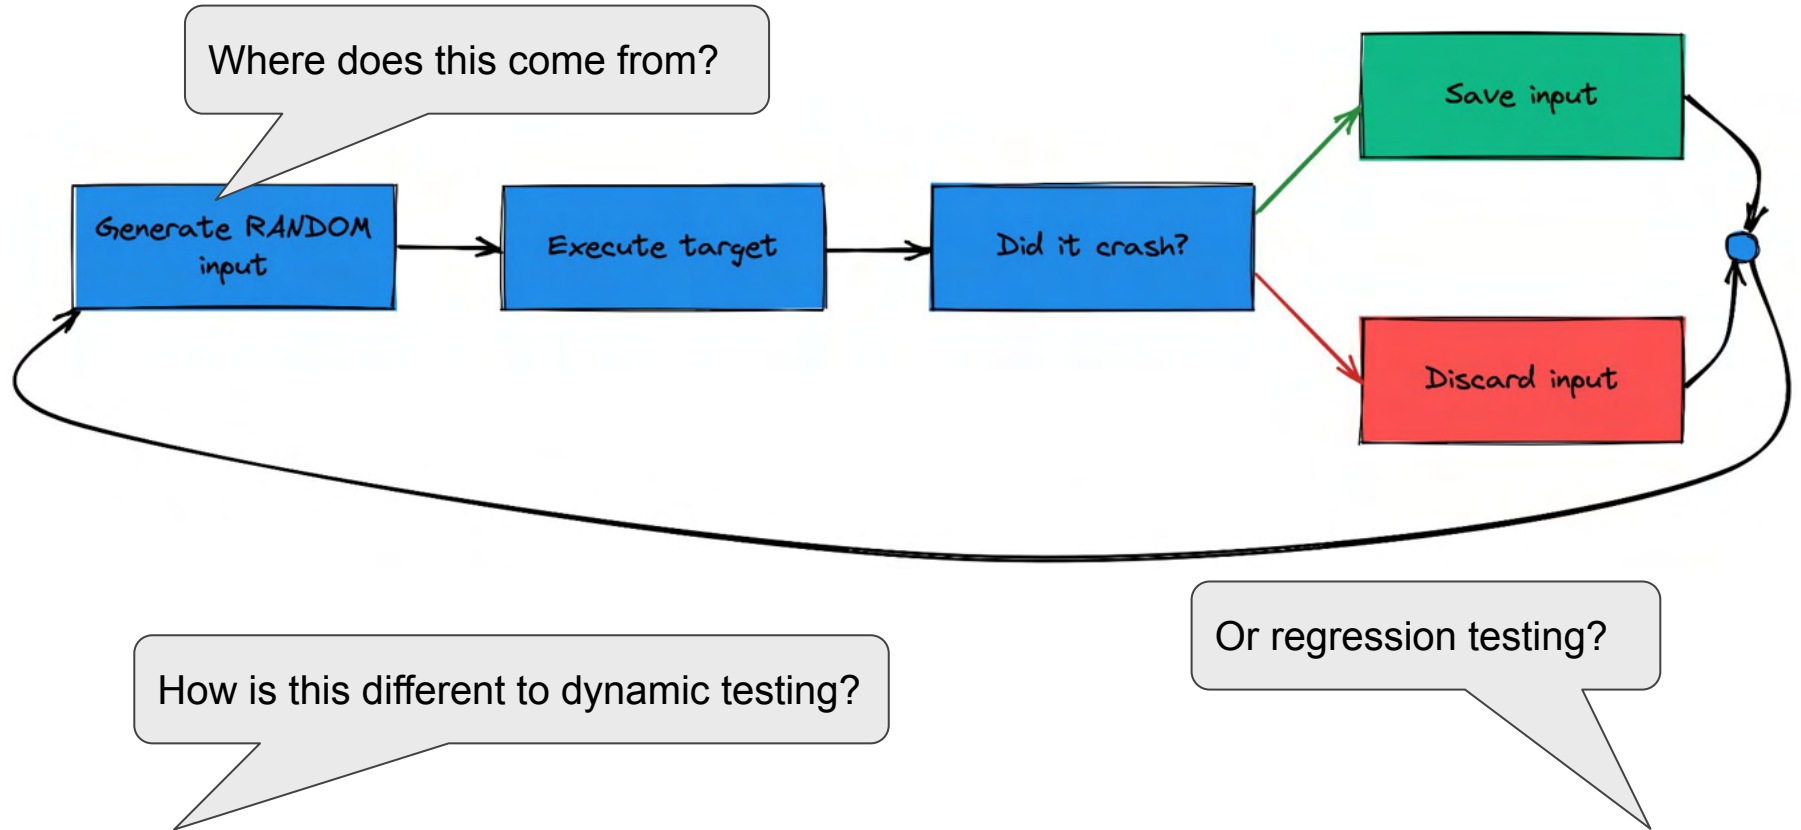 Where does this come from?
Save input
Generate RANDOM
input
Execute target
Did it crash?
Discard input
Or regression testing?
How is this different to dynamic testing?